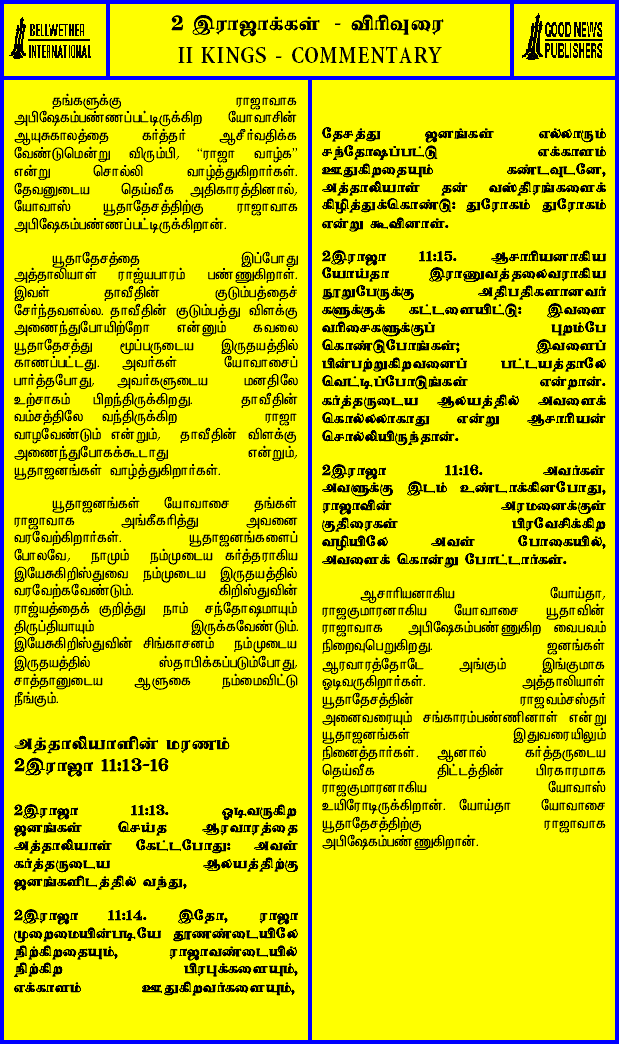 BELLWETHER
INTERNATIONAL
2 இராஜாக்கள் - விரிவுரை
II KINGS - COMMENTARY
GOOD NEWS
PUBLISHERS
தங்களுக்கு ராஜாவாக
அபிஷேகம்பண்ணப்பட்டிருக்கிற யோவாசின்
ஆயுசுகாலத்தை கர்த்தர் ஆசீர்வதிக்க
வேண்டுமென்று விரும்பி, “ராஜா வாழ்க”
என்று சொல்லி வாழ்த்துகிறார்கள்.
தேவனுடைய தெய்வீக அதிகாரத்தினால்,
யோவாஸ் யூதாதேசத்திற்கு ராஜாவாக
அபிஷேகம்பண்ணப்பட்டிருக்கிறான்.
யூதாதேசத்தை இப்போது
அத்தாலியாள் ராஜ்யபாரம் பண்ணுகிறாள்.
இவள் தாவீதின் குடும்பத்தைச்
சேர்ந்தவளல்ல. தாவீதின் குடும்பத்து விளக்கு
அணைந்துபோயிற்றோ என்னும் கவலை
யூதாதேசத்து மூப்பருடைய இருதயத்தில்
காணப்பட்டது. அவர்கள் யோவாசைப்
பார்த்தபோது, அவர்களுடைய மனதிலே
உற்சாகம் பிறந்திருக்கிறது. தாவீதின்
வம்சத்திலே வந்திருக்கிற ராஜா
வாழவேண்டும் என்றும், தாவீதின் விளக்கு
அணைந்துபோகக்கூடாது என்றும்,
யூதாஜனங்கள் வாழ்த்துகிறார்கள்.
யூதாஜனங்கள் யோவாசை தங்கள்
ராஜாவாக அங்கீகரித்து அவனை
வரவேற்கிறார்கள். யூதாஜனங்களைப்
போலவே, நாமும் நம்முடைய கர்த்தராகிய
இயேசுகிறிஸ்துவை நம்முடைய இருதயத்தில்
வரவேற்கவேண்டும். கிறிஸ்துவின்
ராஜ்யத்தைக் குறித்து நாம் சந்தோஷமாயும்
திருப்தியாயும் இருக்கவேண்டும்.
இயேசுகிறிஸ்துவின் சிங்காசனம் நம்முடைய
இருதயத்தில் ஸ்தாபிக்கப்படும்போது,
சாத்தானுடைய ஆளுகை நம்மைவிட்டு
நீங்கும்.
அத்தாலியாளின் மரணம்
2இராஜா 11:13-16
2இராஜா 11:13. ஓடிவருகிற
ஜனங்கள் செய்த ஆரவாரத்தை
அத்தாலியாள் கேட்டபோது: அவள்
கர்த்தருடைய ஆலயத்திற்கு
ஜனங்களிடத்தில் வந்து,
2இராஜா 11:14. இதோ, ராஜா
முறைமையின்படியே தூணண்டையிலே
நிற்கிறதையும், ராஜாவண்டையில்
நிற்கிற பிரபுக்களையும்,
எக்காளம் ஊதுகிறவர்களையும்,
தேசத்து ஜனங்கள் எல்லாரும்
சந்தோஷப்பட்டு எக்காளம்
ஊதுகிறதையும் கண்டவுடனே,
அத்தாலியாள் தன் வஸ்திரங்களைக்
கிழித்துக்கொண்டு: துரோகம் துரோகம்
என்று கூவினாள்.
2இராஜா 11:15. ஆசாரியனாகிய
யோய்தா இராணுவத்தலைவராகிய
நூறுபேருக்கு அதிபதிகளானவர்
களுக்குக் கட்டளையிட்டு: இவளை
வரிசைகளுக்குப் புறம்பே
கொண்டுபோங்கள்; இவளைப்
பின்பற்றுகிறவனைப் பட்டயத்தாலே
வெட்டிப்போடுங்கள் என்றான்.
கர்த்தருடைய ஆலயத்தில் அவளைக்
கொல்லலாகாது என்று ஆசாரியன்
சொல்லியிருந்தான்.
2இராஜா 11:16. அவர்கள்
அவளுக்கு இடம் உண்டாக்கினபோது,
ராஜாவின் அரமனைக்குள்
குதிரைகள் பிரவேசிக்கிற
வழியிலே அவள் போகையில்,
அவளைக் கொன்று போட்டார்கள்.
ஆசாரியனாகிய யோய்தா,
ராஜகுமாரனாகிய யோவாசை யூதாவின்
ராஜாவாக அபிஷேகம்பண்ணுகிற வைபவம்
நிறைவுபெறுகிறது. ஜனங்கள்
ஆரவாரத்தோடே அங்கும் இங்குமாக
ஓடிவருகிறார்கள். அத்தாலியாள்
யூதாதேசத்தின் ராஜவம்சஸ்தர்
அனைவரையும் சங்காரம்பண்ணினாள் என்று
யூதாஜனங்கள் இதுவரையிலும்
நினைத்தார்கள். ஆனால் கர்த்தருடைய
தெய்வீக திட்டத்தின் பிரகாரமாக
ராஜகுமாரனாகிய யோவாஸ்
உயிரோடிருக்கிறான். யோய்தா யோவாசை
யூதாதேசத்திற்கு ராஜாவாக
அபிஷேகம்பண்ணுகிறான்.